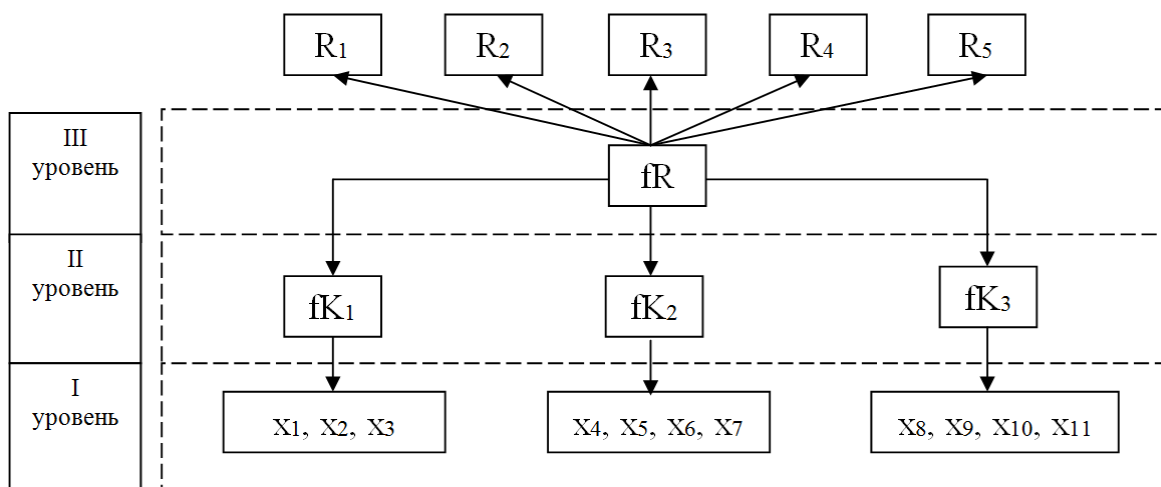 R1 R2 R3 R4 R5
III
уровень
fR
II
уровень
fK1 fK2 fK3
I
уровень
X1, X2, X3 X4, X5, X6, X7 X8, X9, X10, X11